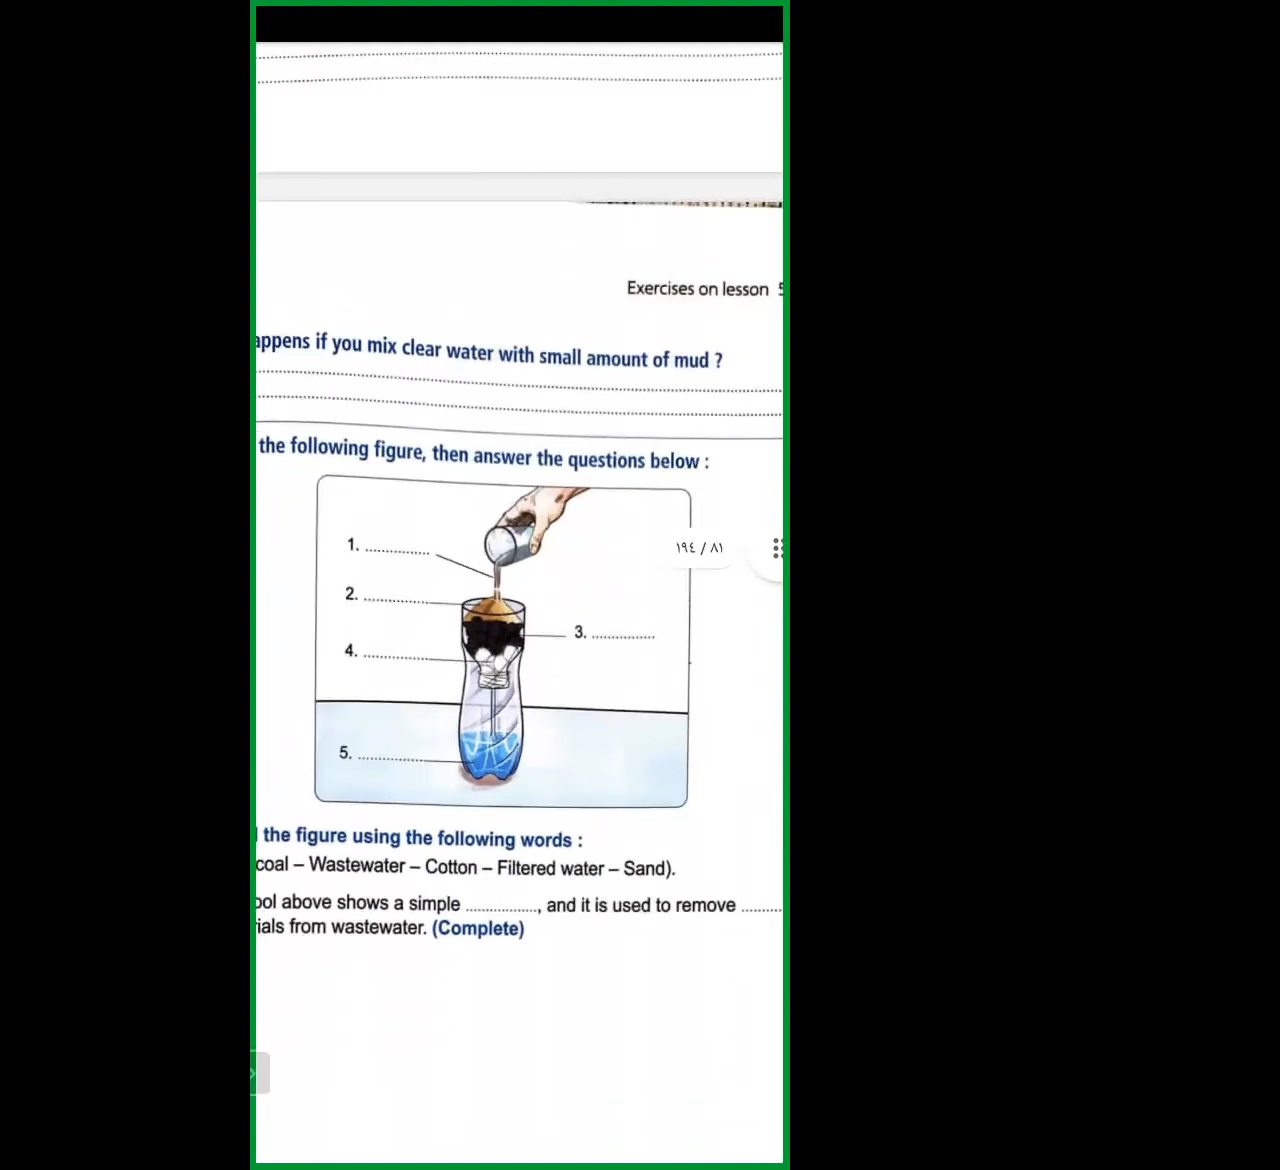 Exercises on lesson 5
appens if you mix clear water with small amount of mud ?
the following figure, then answer the questions below :
1. ................
2. ................
3. ................
4. ................
5. ................
١٩٤ / ٨١
the figure using the following words :
coal – Wastewater – Cotton – Filtered water – Sand).
ool above shows a simple ................, and it is used to remove .........
ials from wastewater. (Complete)